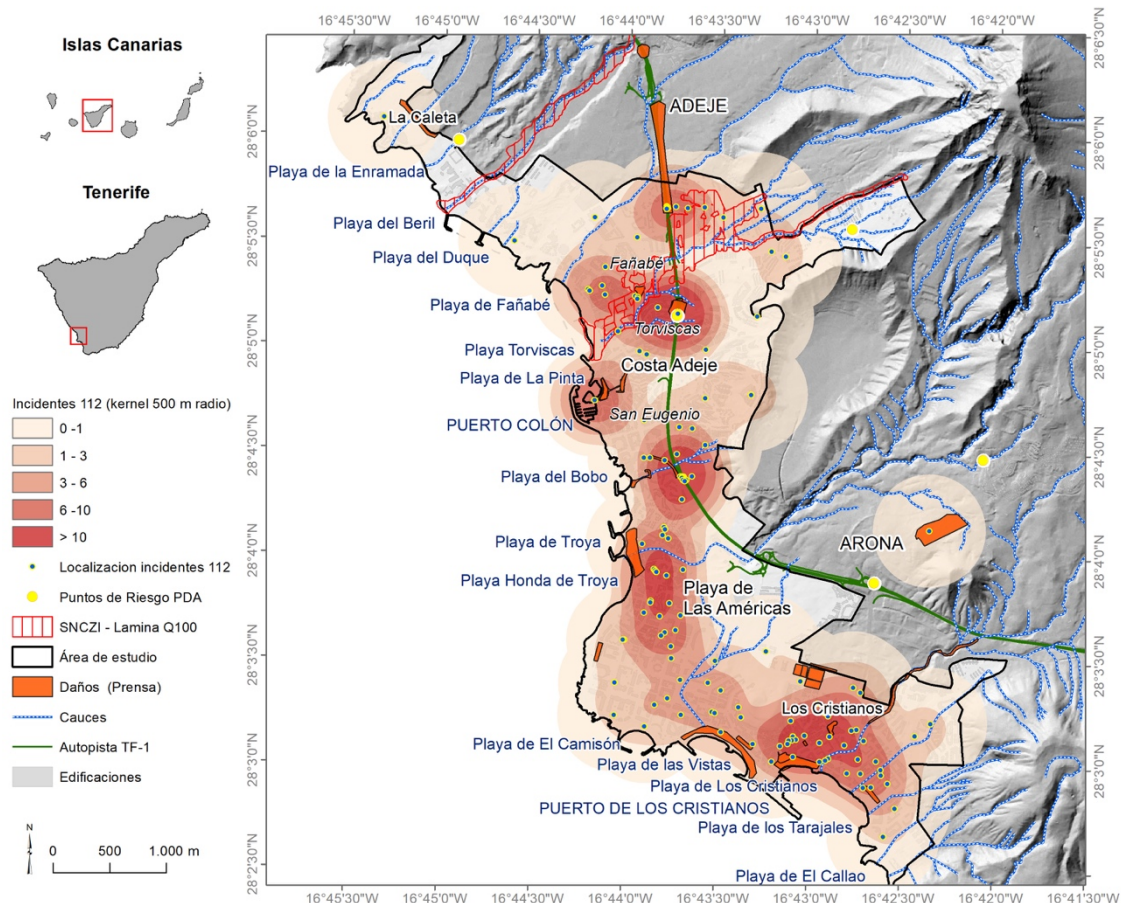 Islas Canarias
Tenerife
Incidentes 112 (kernel 500 m radio)
0 -1
1 - 3
3 - 6
6 -10
> 10
Localizacion incidentes 112
Puntos de Riesgo PDA
SNCZI - Lamina Q100
Área de estudio
Daños (Prensa)
Cauces
Autopista TF-1
Edificaciones
N
0 500 1.000 m
16°45'30"W 16°45'0"W 16°44'30"W 16°44'0"W 16°43'30"W 16°43'0"W 16°42'30"W 16°42'0"W
28°6'30"N
28°6'0"N
28°5'30"N
28°5'0"N
28°4'30"N
28°4'0"N
28°3'30"N
28°3'0"N
28°2'30"N
ADEJE
La Caleta
Playa de la Enramada
Playa del Beril
Playa del Duque
Fañabé
Playa de Fañabé
Torviscas
Playa Torviscas
Costa Adeje
Playa de La Pinta
San Eugenio
PUERTO COLÓN
Playa del Bobo
Playa de Troya
ARONA
Playa Honda de Troya
Playa de
Las Américas
Los Cristianos
Playa de El Camisón
Playa de las Vistas
Playa de Los Cristianos
PUERTO DE LOS CRISTIANOS
Playa de los Tarajales
Playa de El Callao
28°6'0"N
28°5'30"N
28°5'0"N
28°4'30"N
28°4'0"N
28°3'30"N
28°3'0"N
16°45'30"W 16°45'0"W 16°44'30"W 16°44'0"W 16°43'30"W 16°43'0"W 16°42'30"W 16°42'0"W 16°41'30"W